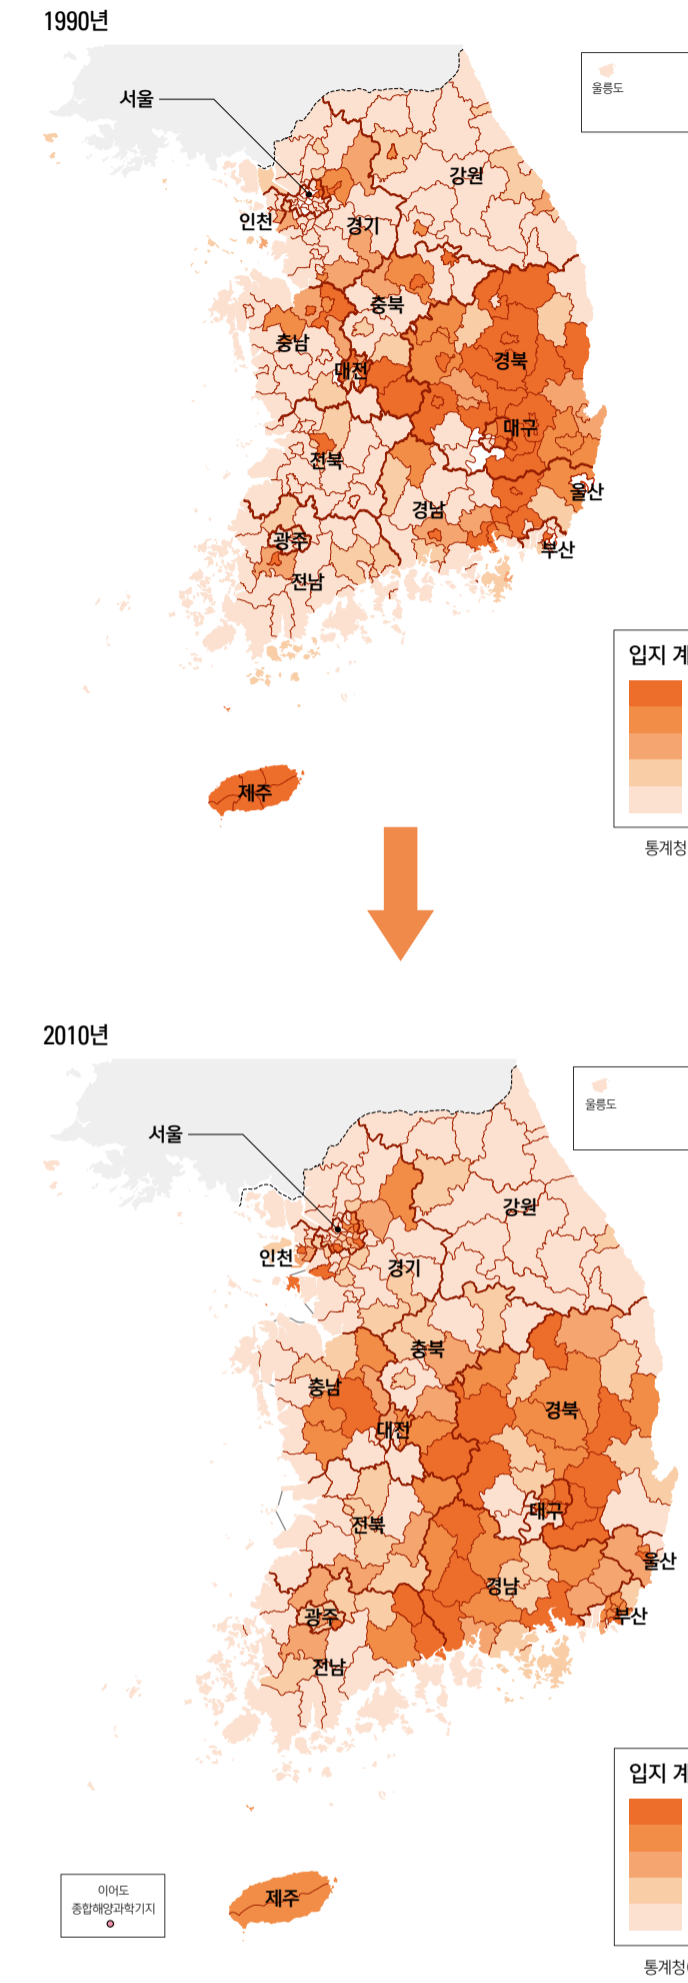 1990년
서울
울릉도
강원
인천
경기
충북
충남
대전
경북
대구
전북
울산
경남
광주
부산
전남
입지 계
제주
통계청
2010년
서울
울릉도
강원
인천
경기
충북
충남
경북
대전
대구
전북
울산
경남
광주
부산
전남
입지 계
이어도
종합해양과학기지
제주
통계청(